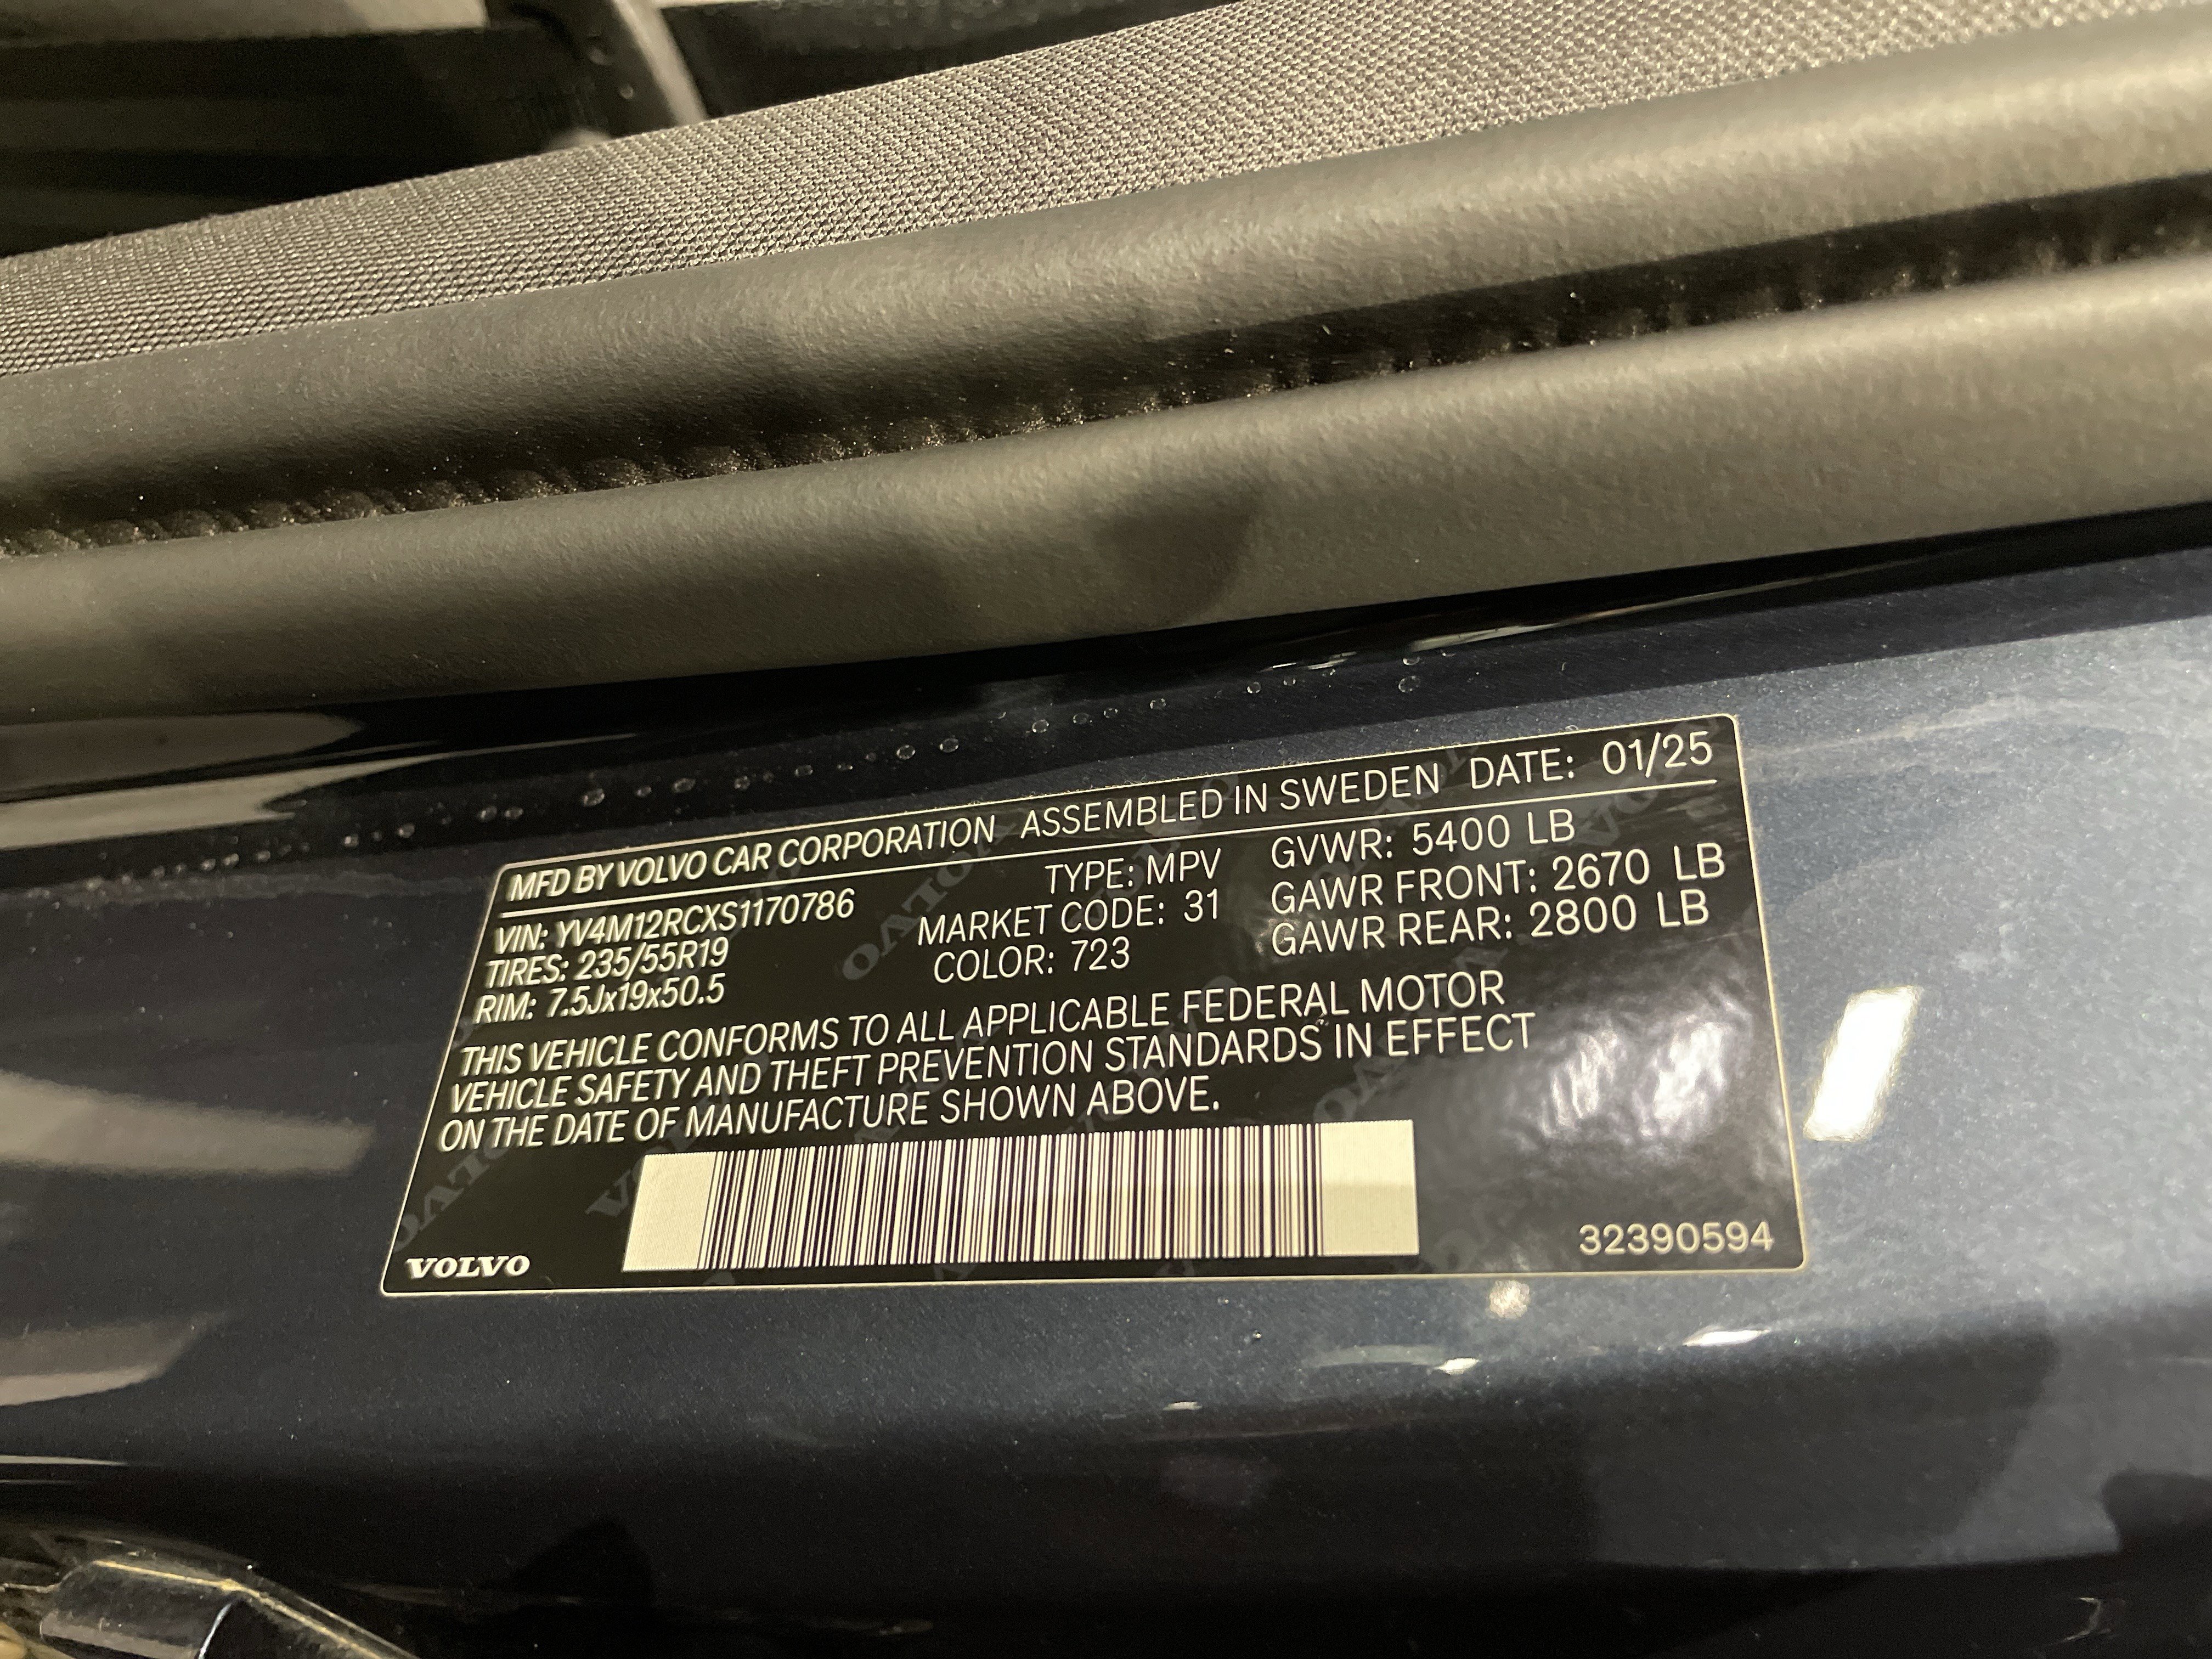 MFD BY VOLVO CAR CORPORATION ASSEMBLED IN SWEDEN DATE: 01/25
VIN: YV4M12RCXS1170786 TYPE: MPV GVWR: 5400 LB
TIRES: 235/55R19 MARKET CODE: 31 GAWR FRONT: 2670 LB
RIM: 7.5Jx19x50.5 COLOR: 723 GAWR REAR: 2800 LB
THIS VEHICLE CONFORMS TO ALL APPLICABLE FEDERAL MOTOR
VEHICLE SAFETY AND THEFT PREVENTION STANDARDS IN EFFECT
ON THE DATE OF MANUFACTURE SHOWN ABOVE.
VOLVO 32390594